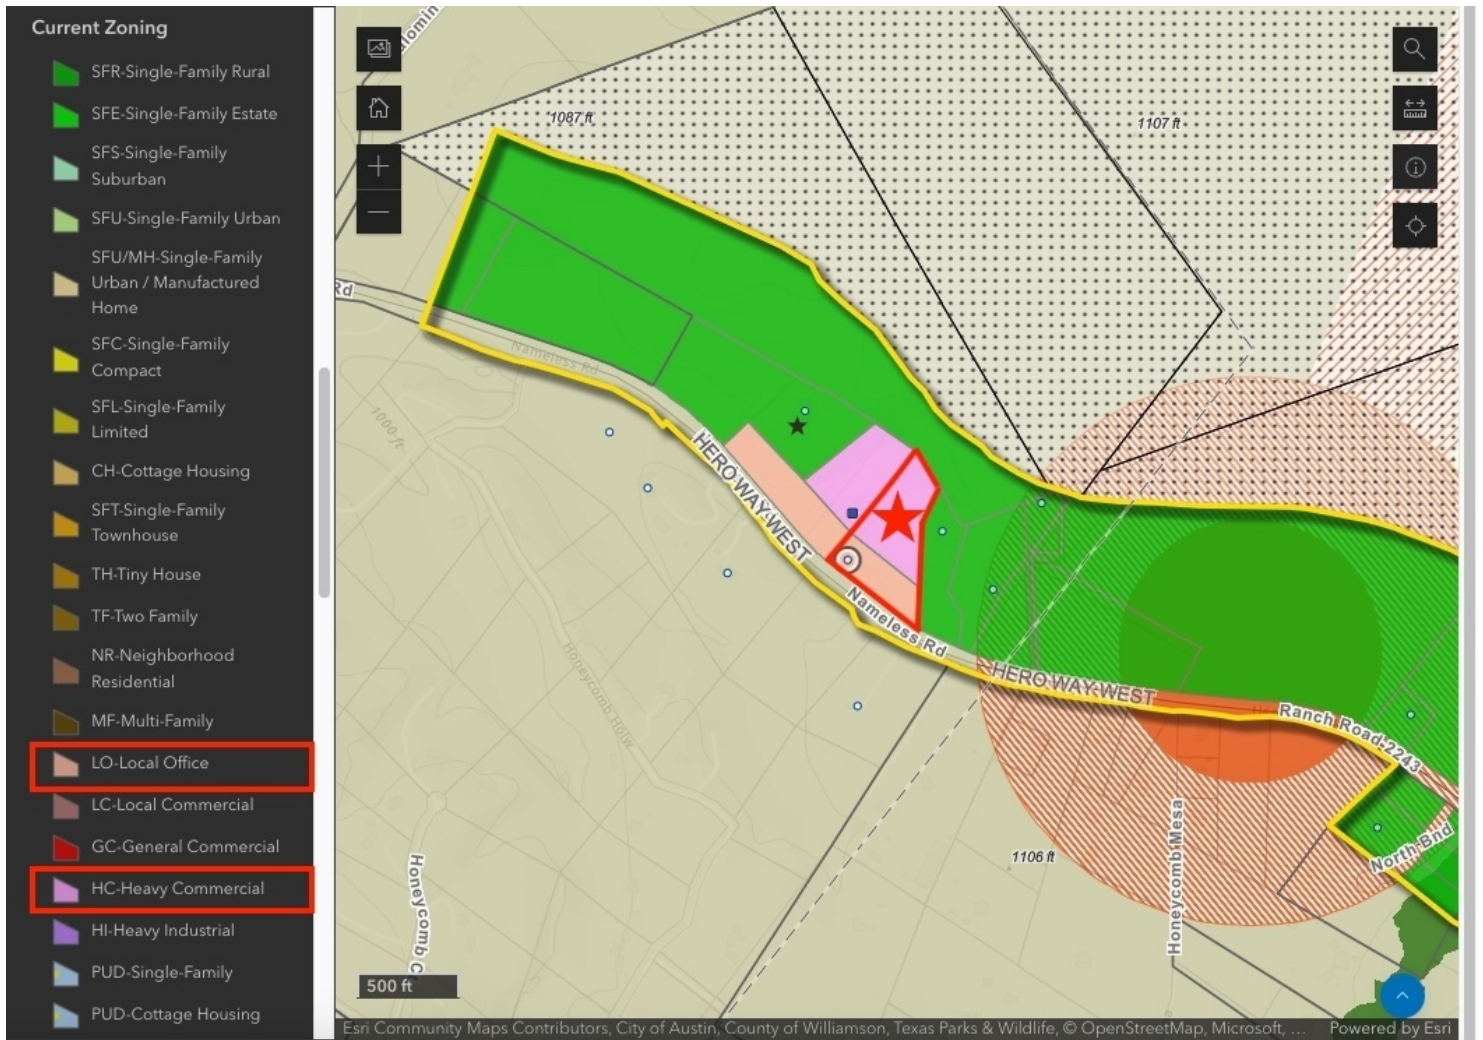 Current Zoning
SFR-Single-Family Rural
SFE-Single-Family Estate
SFS-Single-Family
Suburban
SFU-Single-Family Urban
SFU/MH-Single-Family
Urban / Manufactured
Home
SFC-Single-Family
Compact
SFL-Single-Family
Limited
CH-Cottage Housing
SFT-Single-Family
Townhouse
TH-Tiny House
TF-Two Family
NR-Neighborhood
Residential
MF-Multi-Family
LO-Local Office
LC-Local Commercial
GC-General Commercial
HC-Heavy Commercial
HI-Heavy Industrial
PUD-Single-Family
PUD-Cottage Housing
1087 ft
1107 ft
Rd
Nameless Rd
1000 ft
HERO WAY WEST
Nameless Rd
HERO WAY WEST
Ranch Road 2243
Honeycomb Holw
Honeycomb Mesa
North Bnd
1106 ft
Honeycomb C
500 ft
Esri Community Maps Contributors, City of Austin, County of Williamson, Texas Parks & Wildlife, © OpenStreetMap, Microsoft, ...
Powered by Esri